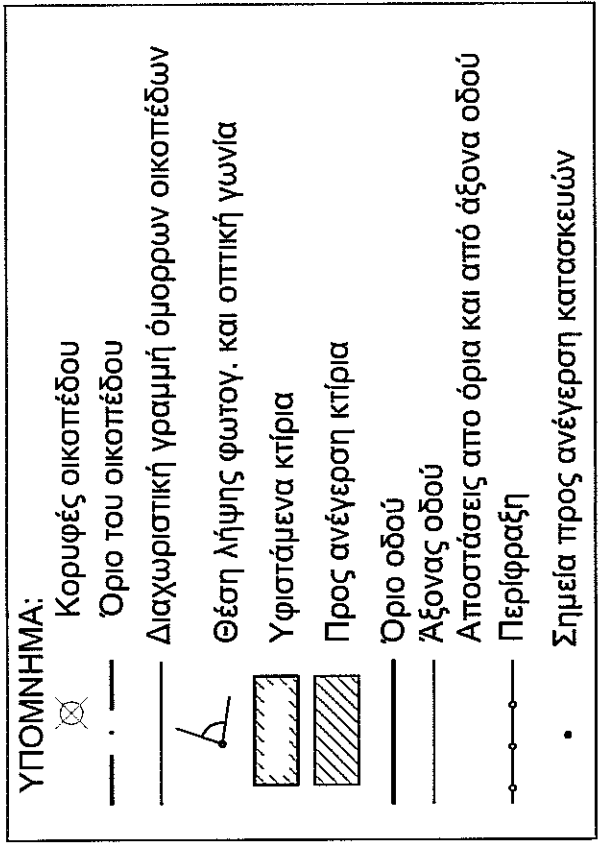 ΥΠΟΜΝΗΜΑ:
Κορυφές οικοπέδου
Όριο του οικοπέδου
Διαχωριστική γραμμή όμορρων οικοπέδων
Θέση λήψης φωτογ. και οπτική γωνία
Υφιστάμενα κτίρια
Προς ανέγερση κτίρια
Όριο οδού
Άξονας οδού
Αποστάσεις απο όρια και από άξονα οδού
Περίφραξη
Σημεία προς ανέγερση κατασκευών